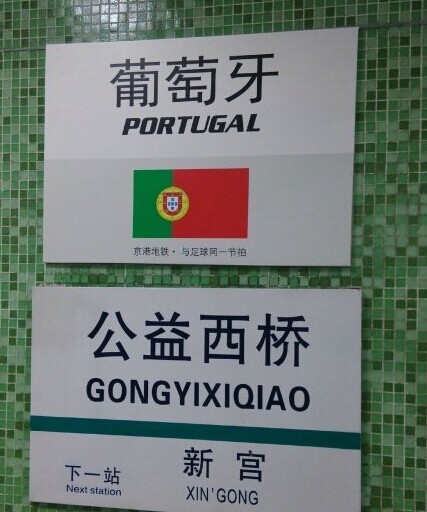 葡萄牙
PORTUGAL
京港地铁·与足球同一节拍
公益西桥
GONGYIXIQIAO
下一站 新宫
Next station XIN'GONG